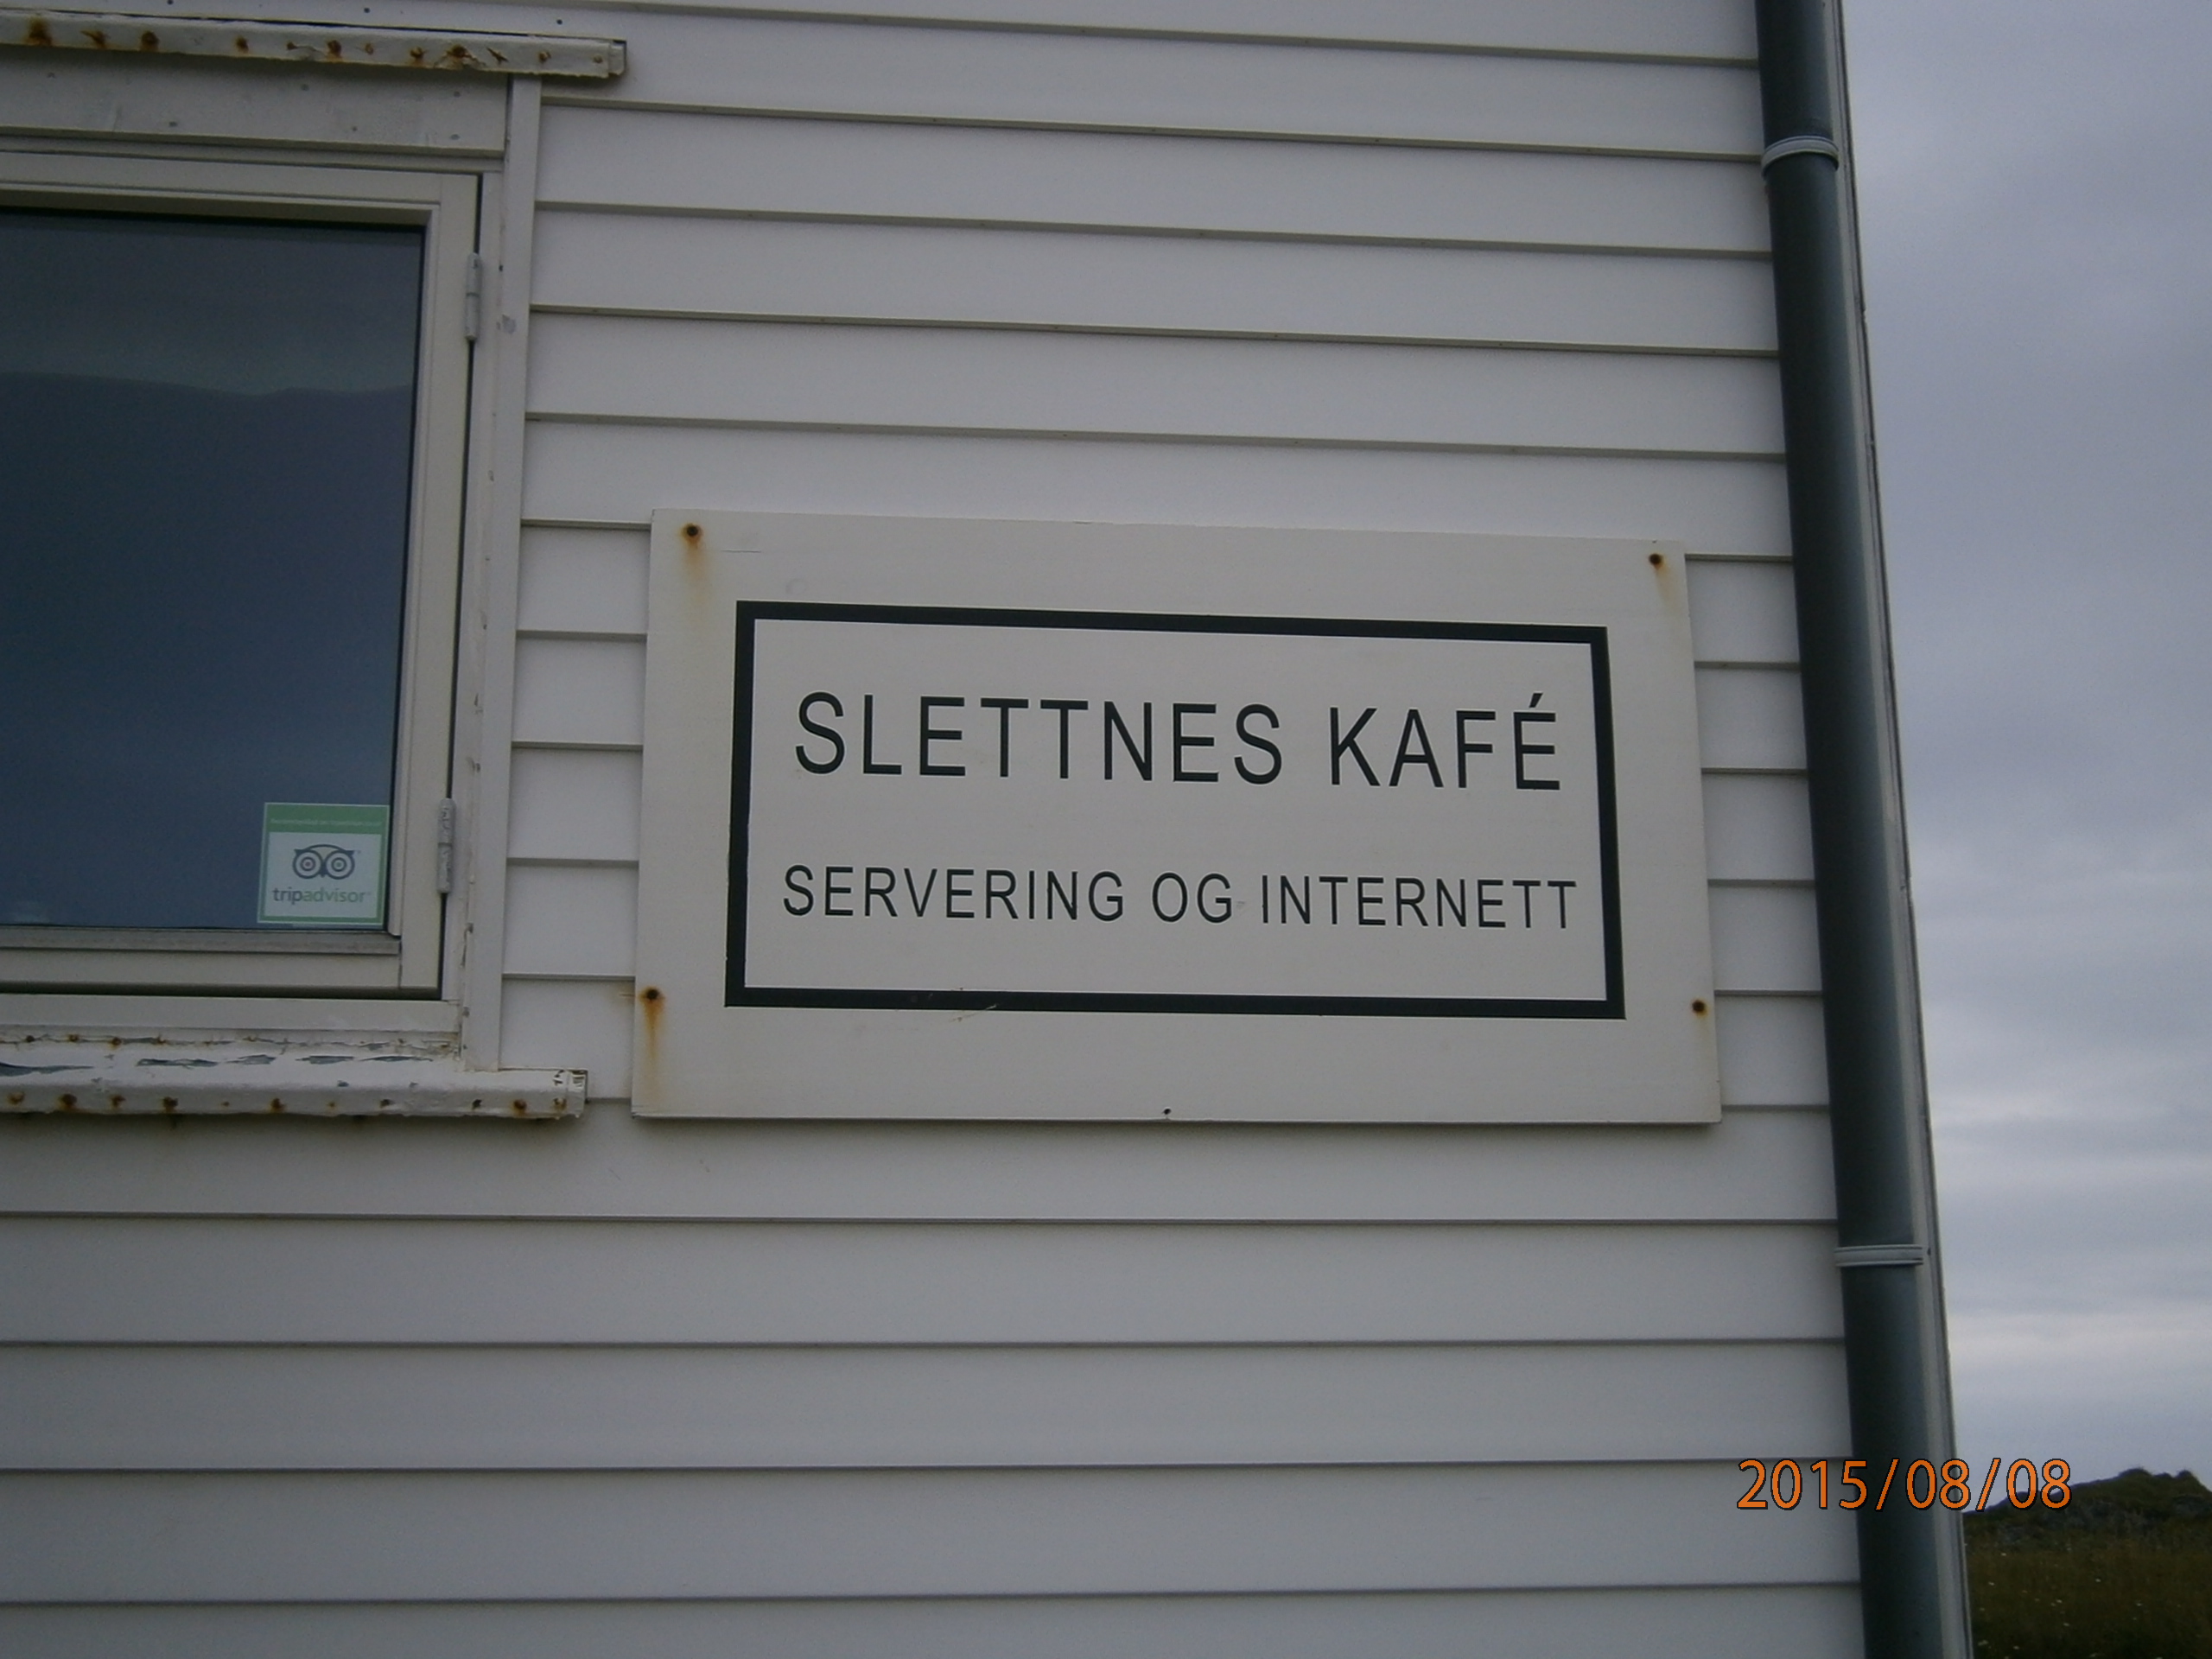 SLETTNES KAFÉ
SERVERING OG INTERNETT
tripadvisor
2015/08/08